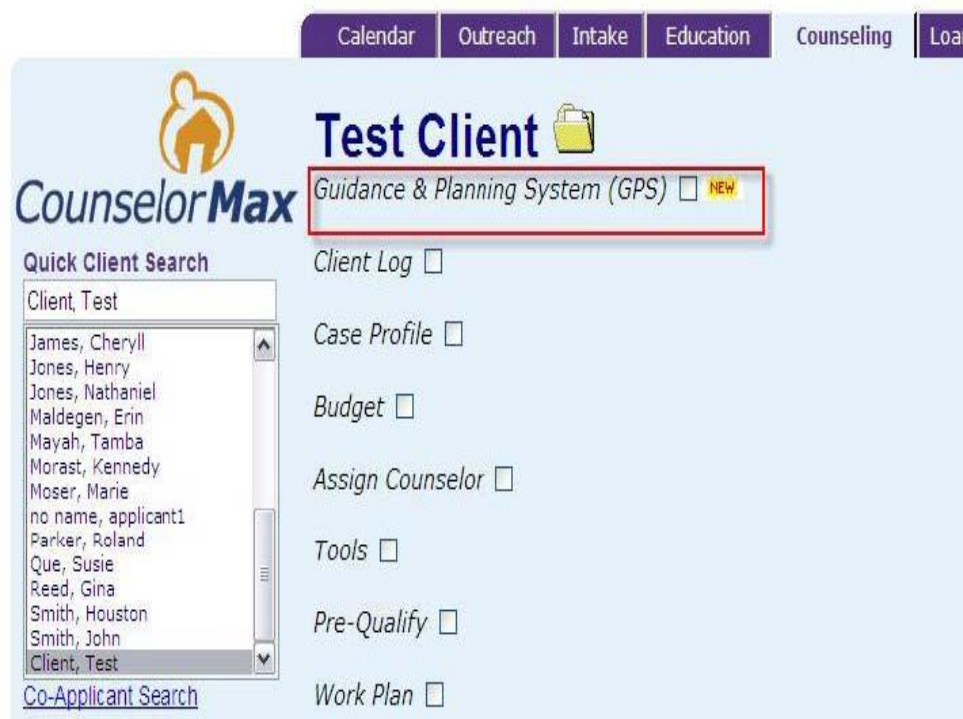 Calendar Outreach Intake Education Counseling Loan
Test Client
CounselorMax
Guidance & Planning System (GPS) NEW
Quick Client Search
Client, Test
James, Cheryll
Jones, Henry
Jones, Nathaniel
Maldegen, Erin
Mayah, Tamba
Morast, Kennedy
Moser, Marie
no name, applicant1
Parker, Roland
Que, Susie
Reed, Gina
Smith, Houston
Smith, John
Client, Test
Co-Applicant Search
Client Log
Case Profile
Budget
Assign Counselor
Tools
Pre-Qualify
Work Plan